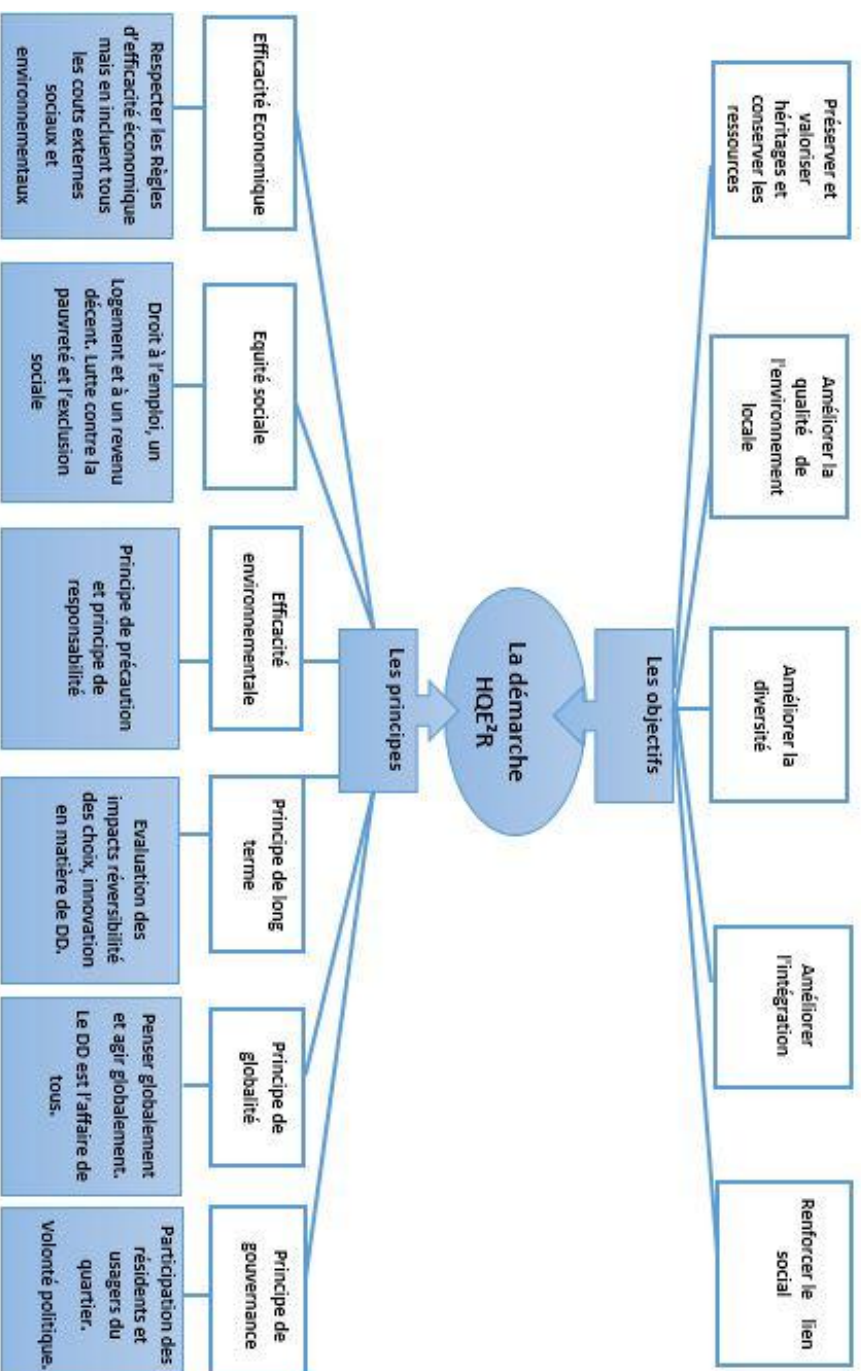 Préserver et
valoriser
héritages et
conserver les
ressources
Améliorer la
qualité de
l'environnement
locale
Améliorer la
diversité
Améliorer
l'intégration
Renforcer le lien
social
Les objectifs
La démarche
HQE²R
Les principes
Efficacité Economique
Equité sociale
Efficacité
environnementale
Principe de long
terme
Principe de
globalité
Principe de
gouvernance
Respecter les Règles
d'efficacité économique
mais en incluent tous
les couts externes
sociaux et
environnementaux
Droit à l'emploi, un
Logement et à un revenu
décent. Lutte contre la
pauvreté et l'exclusion
sociale
Principe de précaution
et principe de
responsabilité
Evaluation des
impacts réversibilité
des choix, innovation
en matière de DD.
Penser globalement
et agir globalement.
Le DD est l'affaire de
tous.
Participation des
résidents et
usagers du
quartier.
Volonté politique.